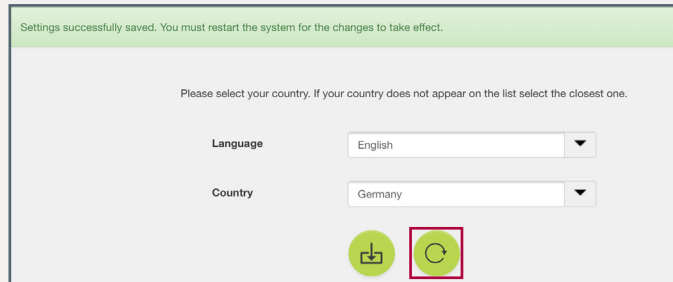 Settings successfully saved. You must restart the system for the changes to take effect.
Please select your country. If your country does not appear on the list select the closest one.
Language
English
Country
Germany